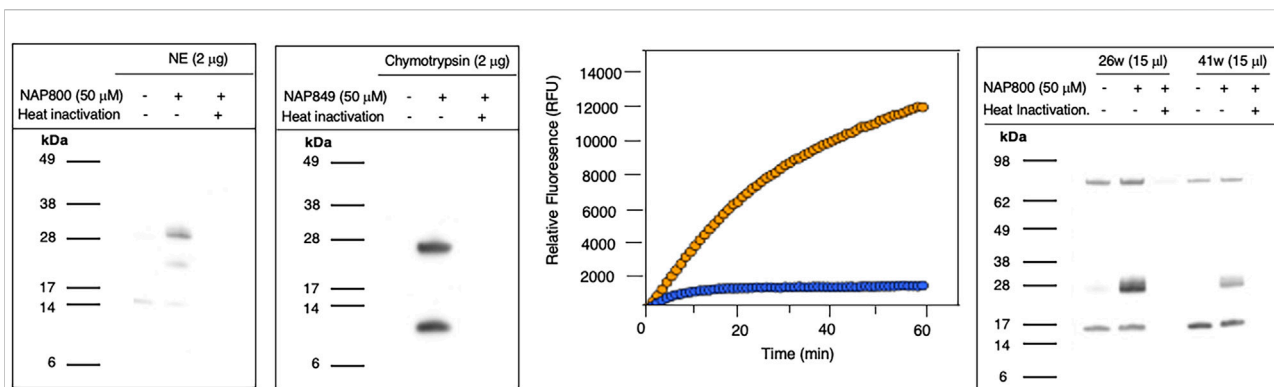 NE (2 μg)
NAP800 (50 μM) - + +
Heat inactivation - - +
kDa
49
38
28
17
14
6
Chymotrypsin (2 μg)
NAP849 (50 μM) - + +
Heat inactivation - - +
kDa
49
38
28
17
14
6
Relative Fluoresence (RFU)
14000
12000
10000
8000
6000
4000
2000
0 20 40 60
Time (min)
26w (15 μl) 41w (15 μl)
NAP800 (50 μM) - + + - + +
Heat Inactivation. - - + - - +
kDa
98
62
49
38
28
17
14
6